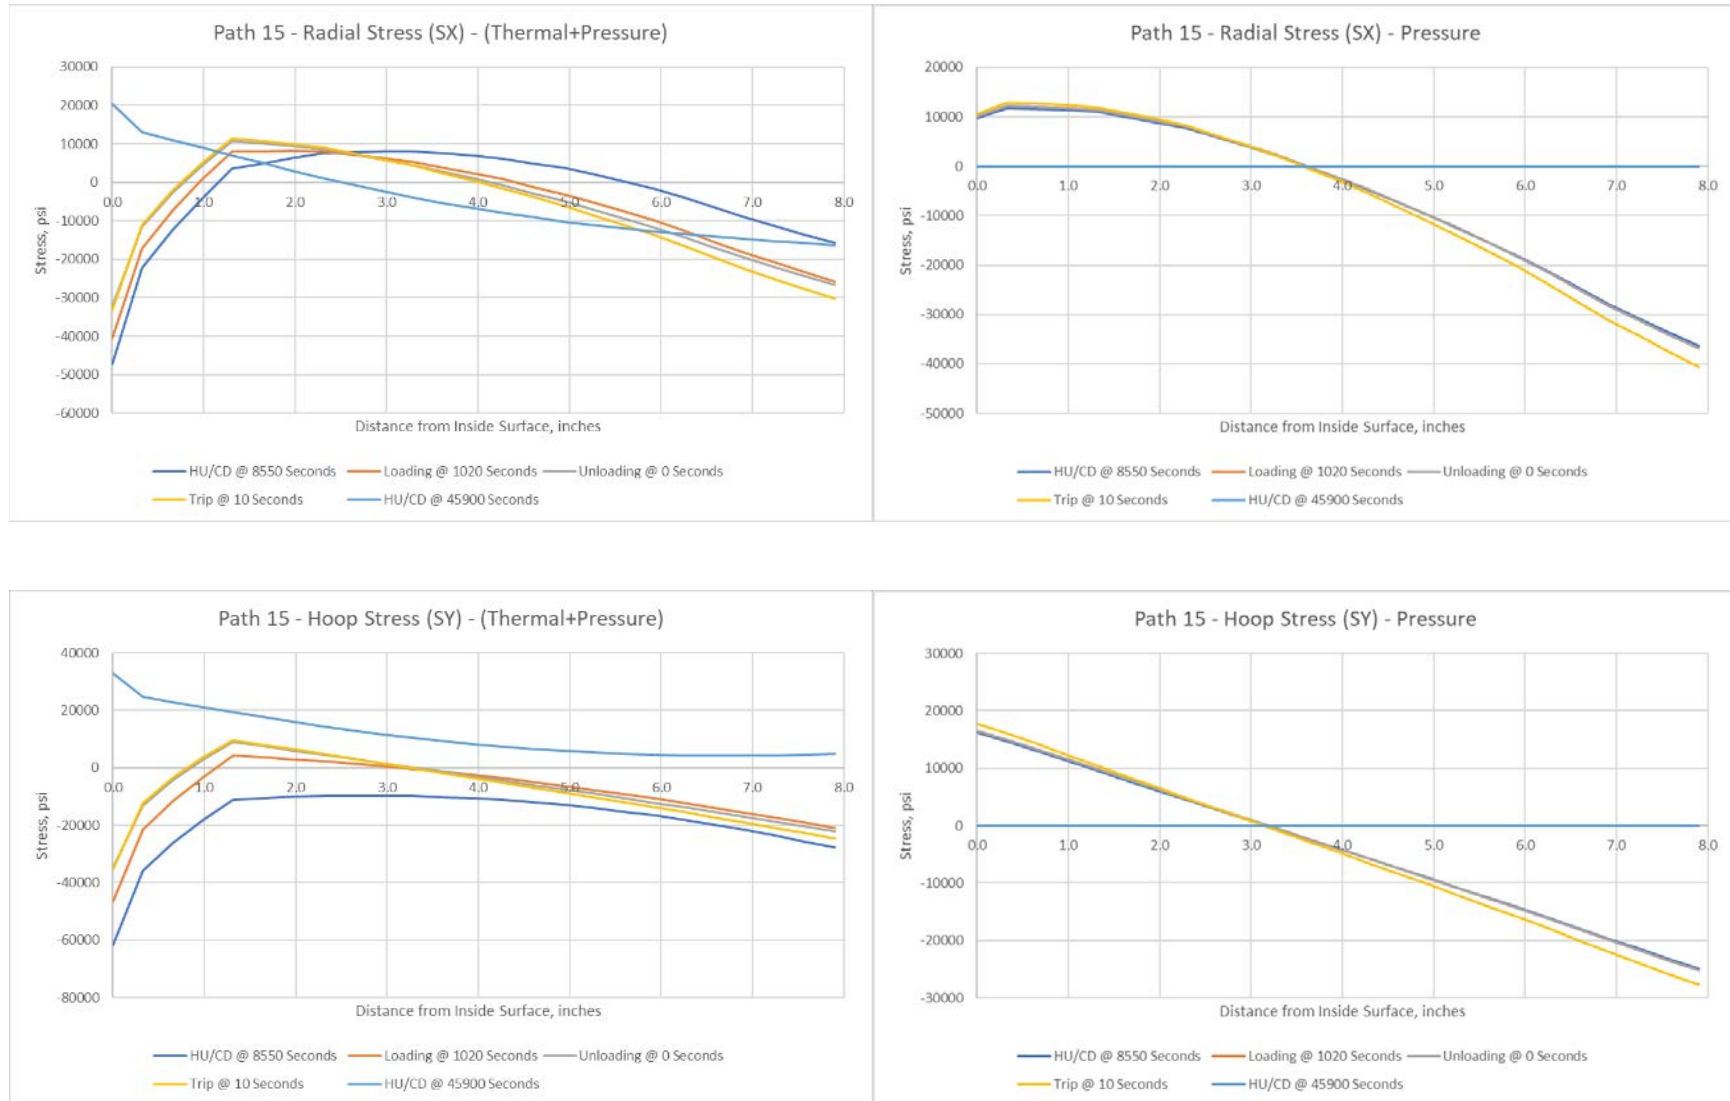 Path 15 - Radial Stress (SX) - (Thermal+Pressure)
30000
20000
10000
0
-10000
-20000
-30000
-40000
-50000
-60000
0.0 1.0 2.0 3.0 4.0 5.0 6.0 7.0 8.0
Stress, psi
Distance from Inside Surface, inches
HU/CD @ 8550 Seconds Loading @ 1020 Seconds Unloading @ 0 Seconds
Trip @ 10 Seconds HU/CD @ 45900 Seconds
Path 15 - Radial Stress (SX) - Pressure
20000
10000
0
-10000
-20000
-30000
-40000
-50000
0.0 1.0 2.0 3.0 4.0 5.0 6.0 7.0 8.0
Stress, psi
Distance from Inside Surface, inches
HU/CD @ 8550 Seconds Loading @ 1020 Seconds Unloading @ 0 Seconds
Trip @ 10 Seconds HU/CD @ 45900 Seconds
Path 15 - Hoop Stress (SY) - (Thermal+Pressure)
40000
20000
0
-20000
-40000
-60000
-80000
0.0 1.0 2.0 3.0 4.0 5.0 6.0 7.0 8.0
Stress, psi
Distance from Inside Surface, inches
HU/CD @ 8550 Seconds Loading @ 1020 Seconds Unloading @ 0 Seconds
Trip @ 10 Seconds HU/CD @ 45900 Seconds
Path 15 - Hoop Stress (SY) - Pressure
30000
20000
10000
0
-10000
-20000
-30000
0.0 1.0 2.0 3.0 4.0 5.0 6.0 7.0 8.0
Stress, psi
Distance from Inside Surface, inches
HU/CD @ 8550 Seconds Loading @ 1020 Seconds Unloading @ 0 Seconds
Trip @ 10 Seconds HU/CD @ 45900 Seconds